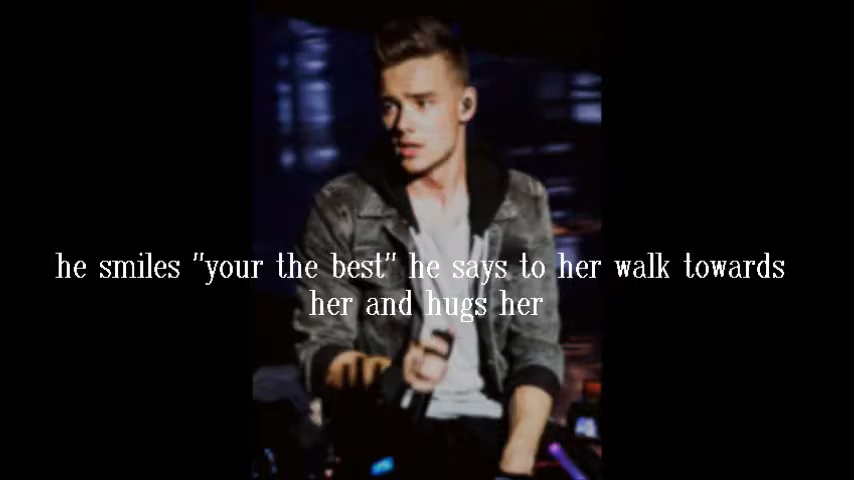 he smiles "your the best" he says to her walk towards
her and hugs her